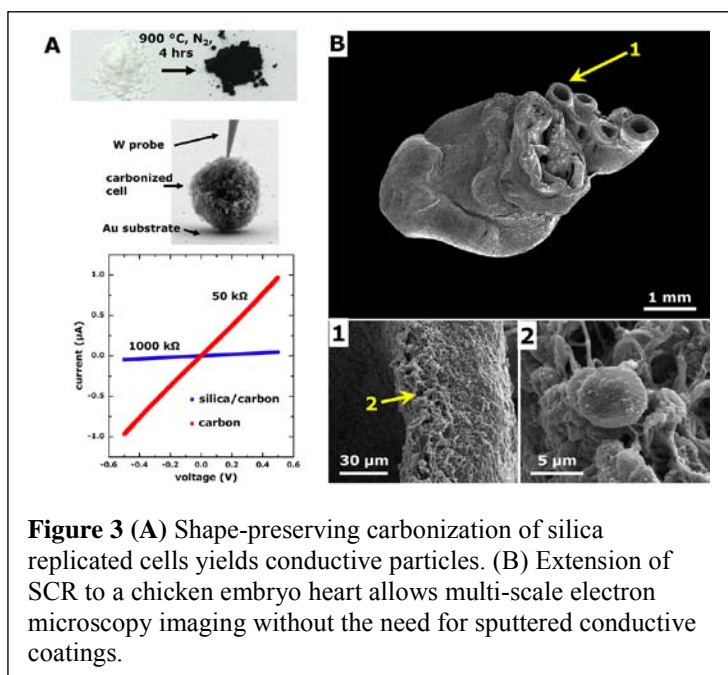 A
900 °C, N₂,
4 hrs
W probe
carbonized
cell
Au substrate
1.0
0.5
0.0
-0.5
-1.0
current (µA)
50 kΩ
1000 kΩ
silica/carbon
carbon
-0.6 -0.4 -0.2 0.0 0.2 0.4 0.6
voltage (V)
B
1
1 mm
1
2
30 µm
2
5 µm
Figure 3 (A) Shape-preserving carbonization of silica
replicated cells yields conductive particles. (B) Extension of
SCR to a chicken embryo heart allows multi-scale electron
microscopy imaging without the need for sputtered conductive
coatings.